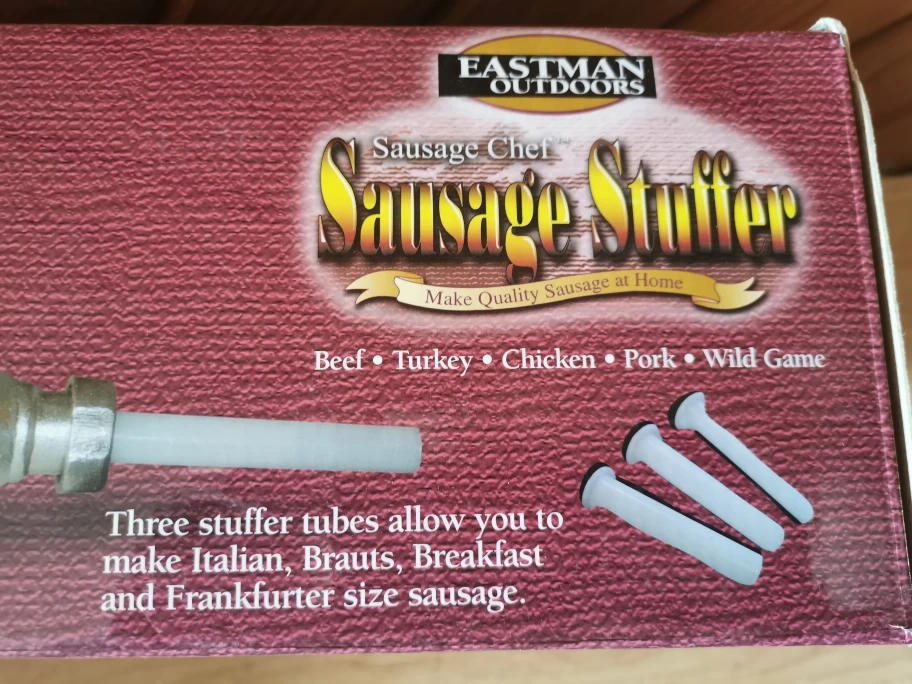 EASTMAN
OUTDOORS
Sausage Chef™
Sausage Stuffer
Make Quality Sausage at Home
Beef • Turkey • Chicken • Pork • Wild Game
Three stuffer tubes allow you to
make Italian, Brauts, Breakfast
and Frankfurter size sausage.